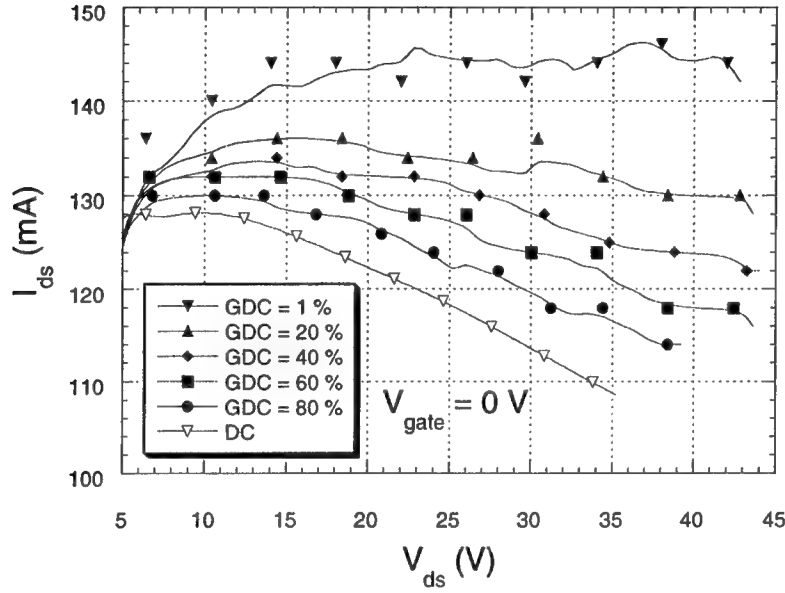 150
140
130
120
110
100
I_ds (mA)
GDC = 1 %
GDC = 20 %
GDC = 40 %
GDC = 60 %
GDC = 80 %
DC
V_gate = 0 V
5 10 15 20 25 30 35 40 45
V_ds (V)